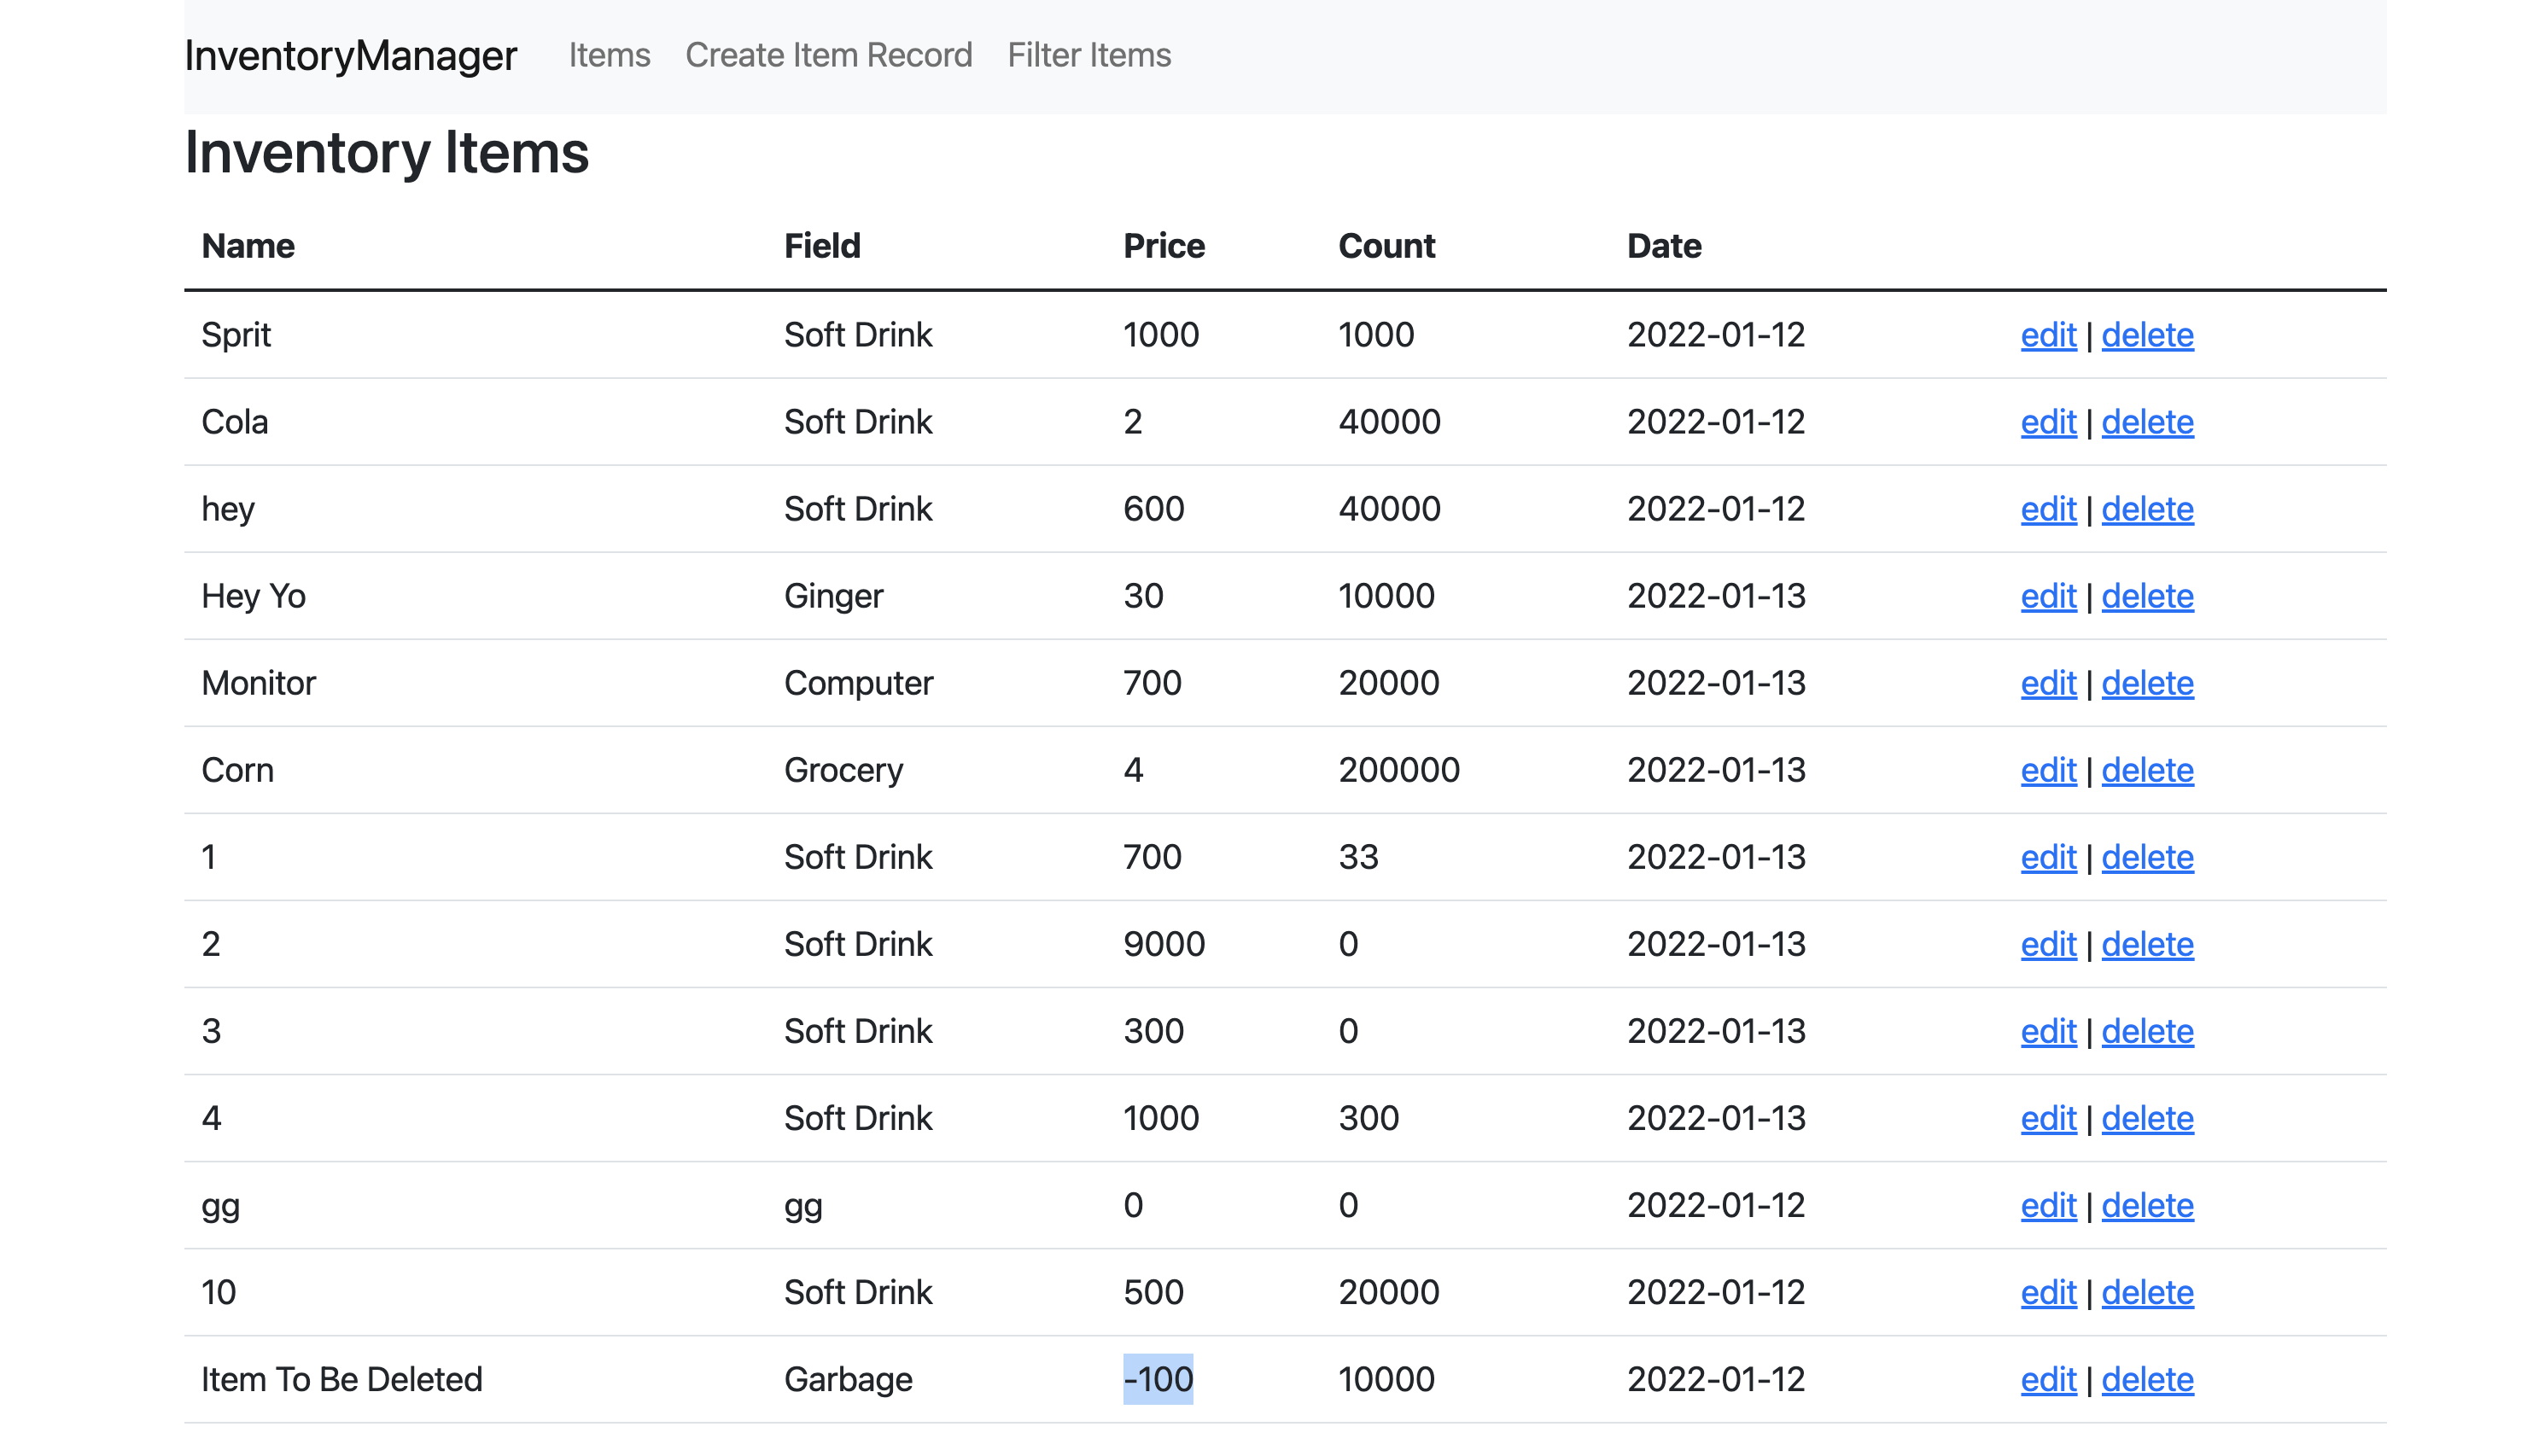 InventoryManager Items Create Item Record Filter Items
Inventory Items
Name Field Price Count Date
Sprit Soft Drink 1000 1000 2022-01-12 edit | delete
Cola Soft Drink 2 40000 2022-01-12 edit | delete
hey Soft Drink 600 40000 2022-01-12 edit | delete
Hey Yo Ginger 30 10000 2022-01-13 edit | delete
Monitor Computer 700 20000 2022-01-13 edit | delete
Corn Grocery 4 200000 2022-01-13 edit | delete
1 Soft Drink 700 33 2022-01-13 edit | delete
2 Soft Drink 9000 0 2022-01-13 edit | delete
3 Soft Drink 300 0 2022-01-13 edit | delete
4 Soft Drink 1000 300 2022-01-13 edit | delete
gg gg 0 0 2022-01-12 edit | delete
10 Soft Drink 500 20000 2022-01-12 edit | delete
Item To Be Deleted Garbage -100 10000 2022-01-12 edit | delete